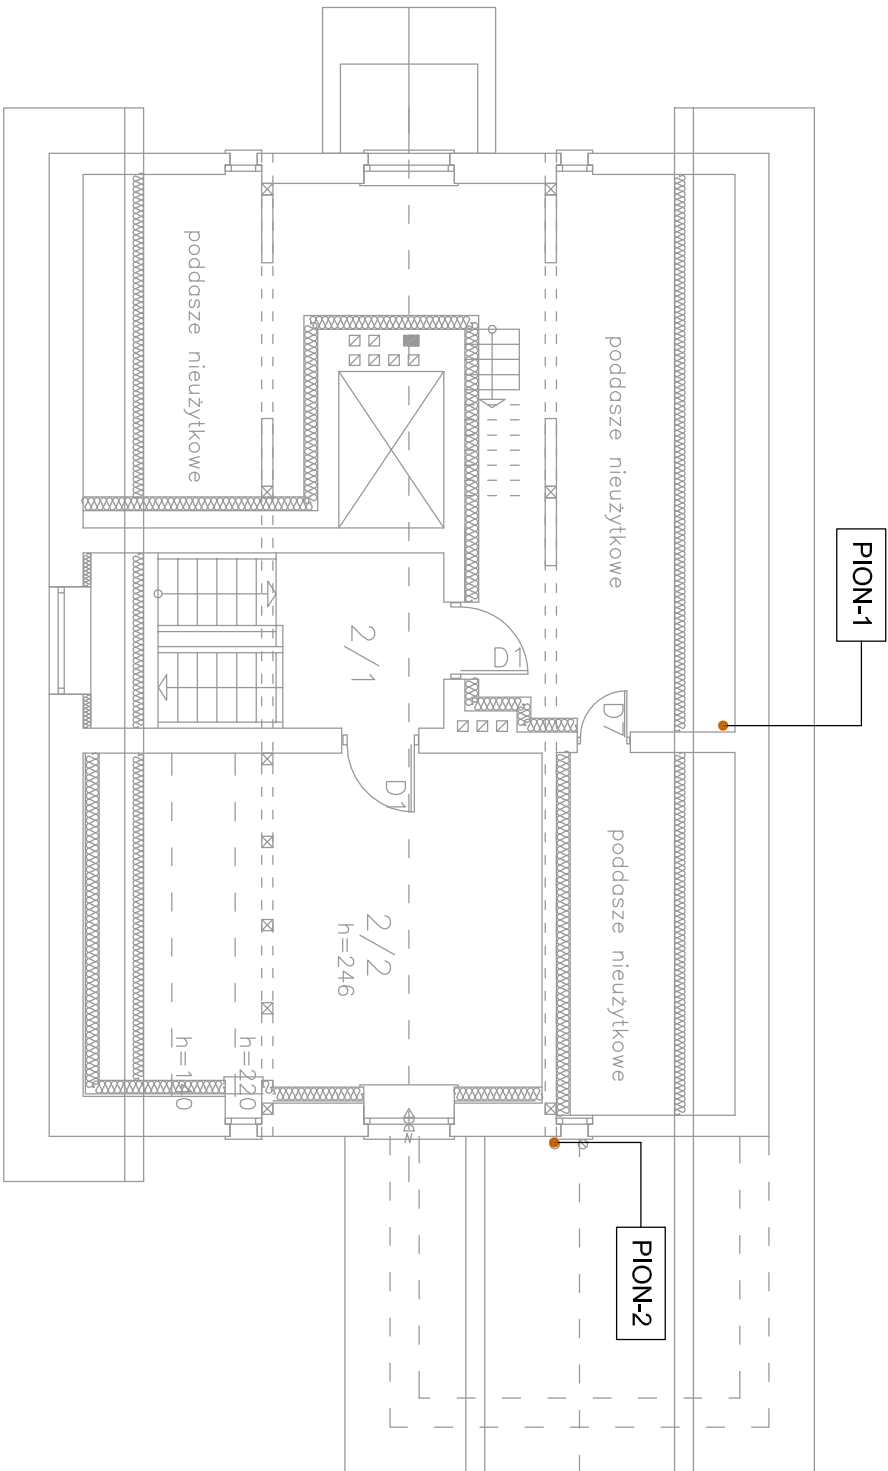 PION-1
poddasze nieużytkowe
poddasze nieużytkowe
poddasze nieużytkowe
D1
D7
2/1
D1
2/2
h=246
h=220
h=140
N
PION-2